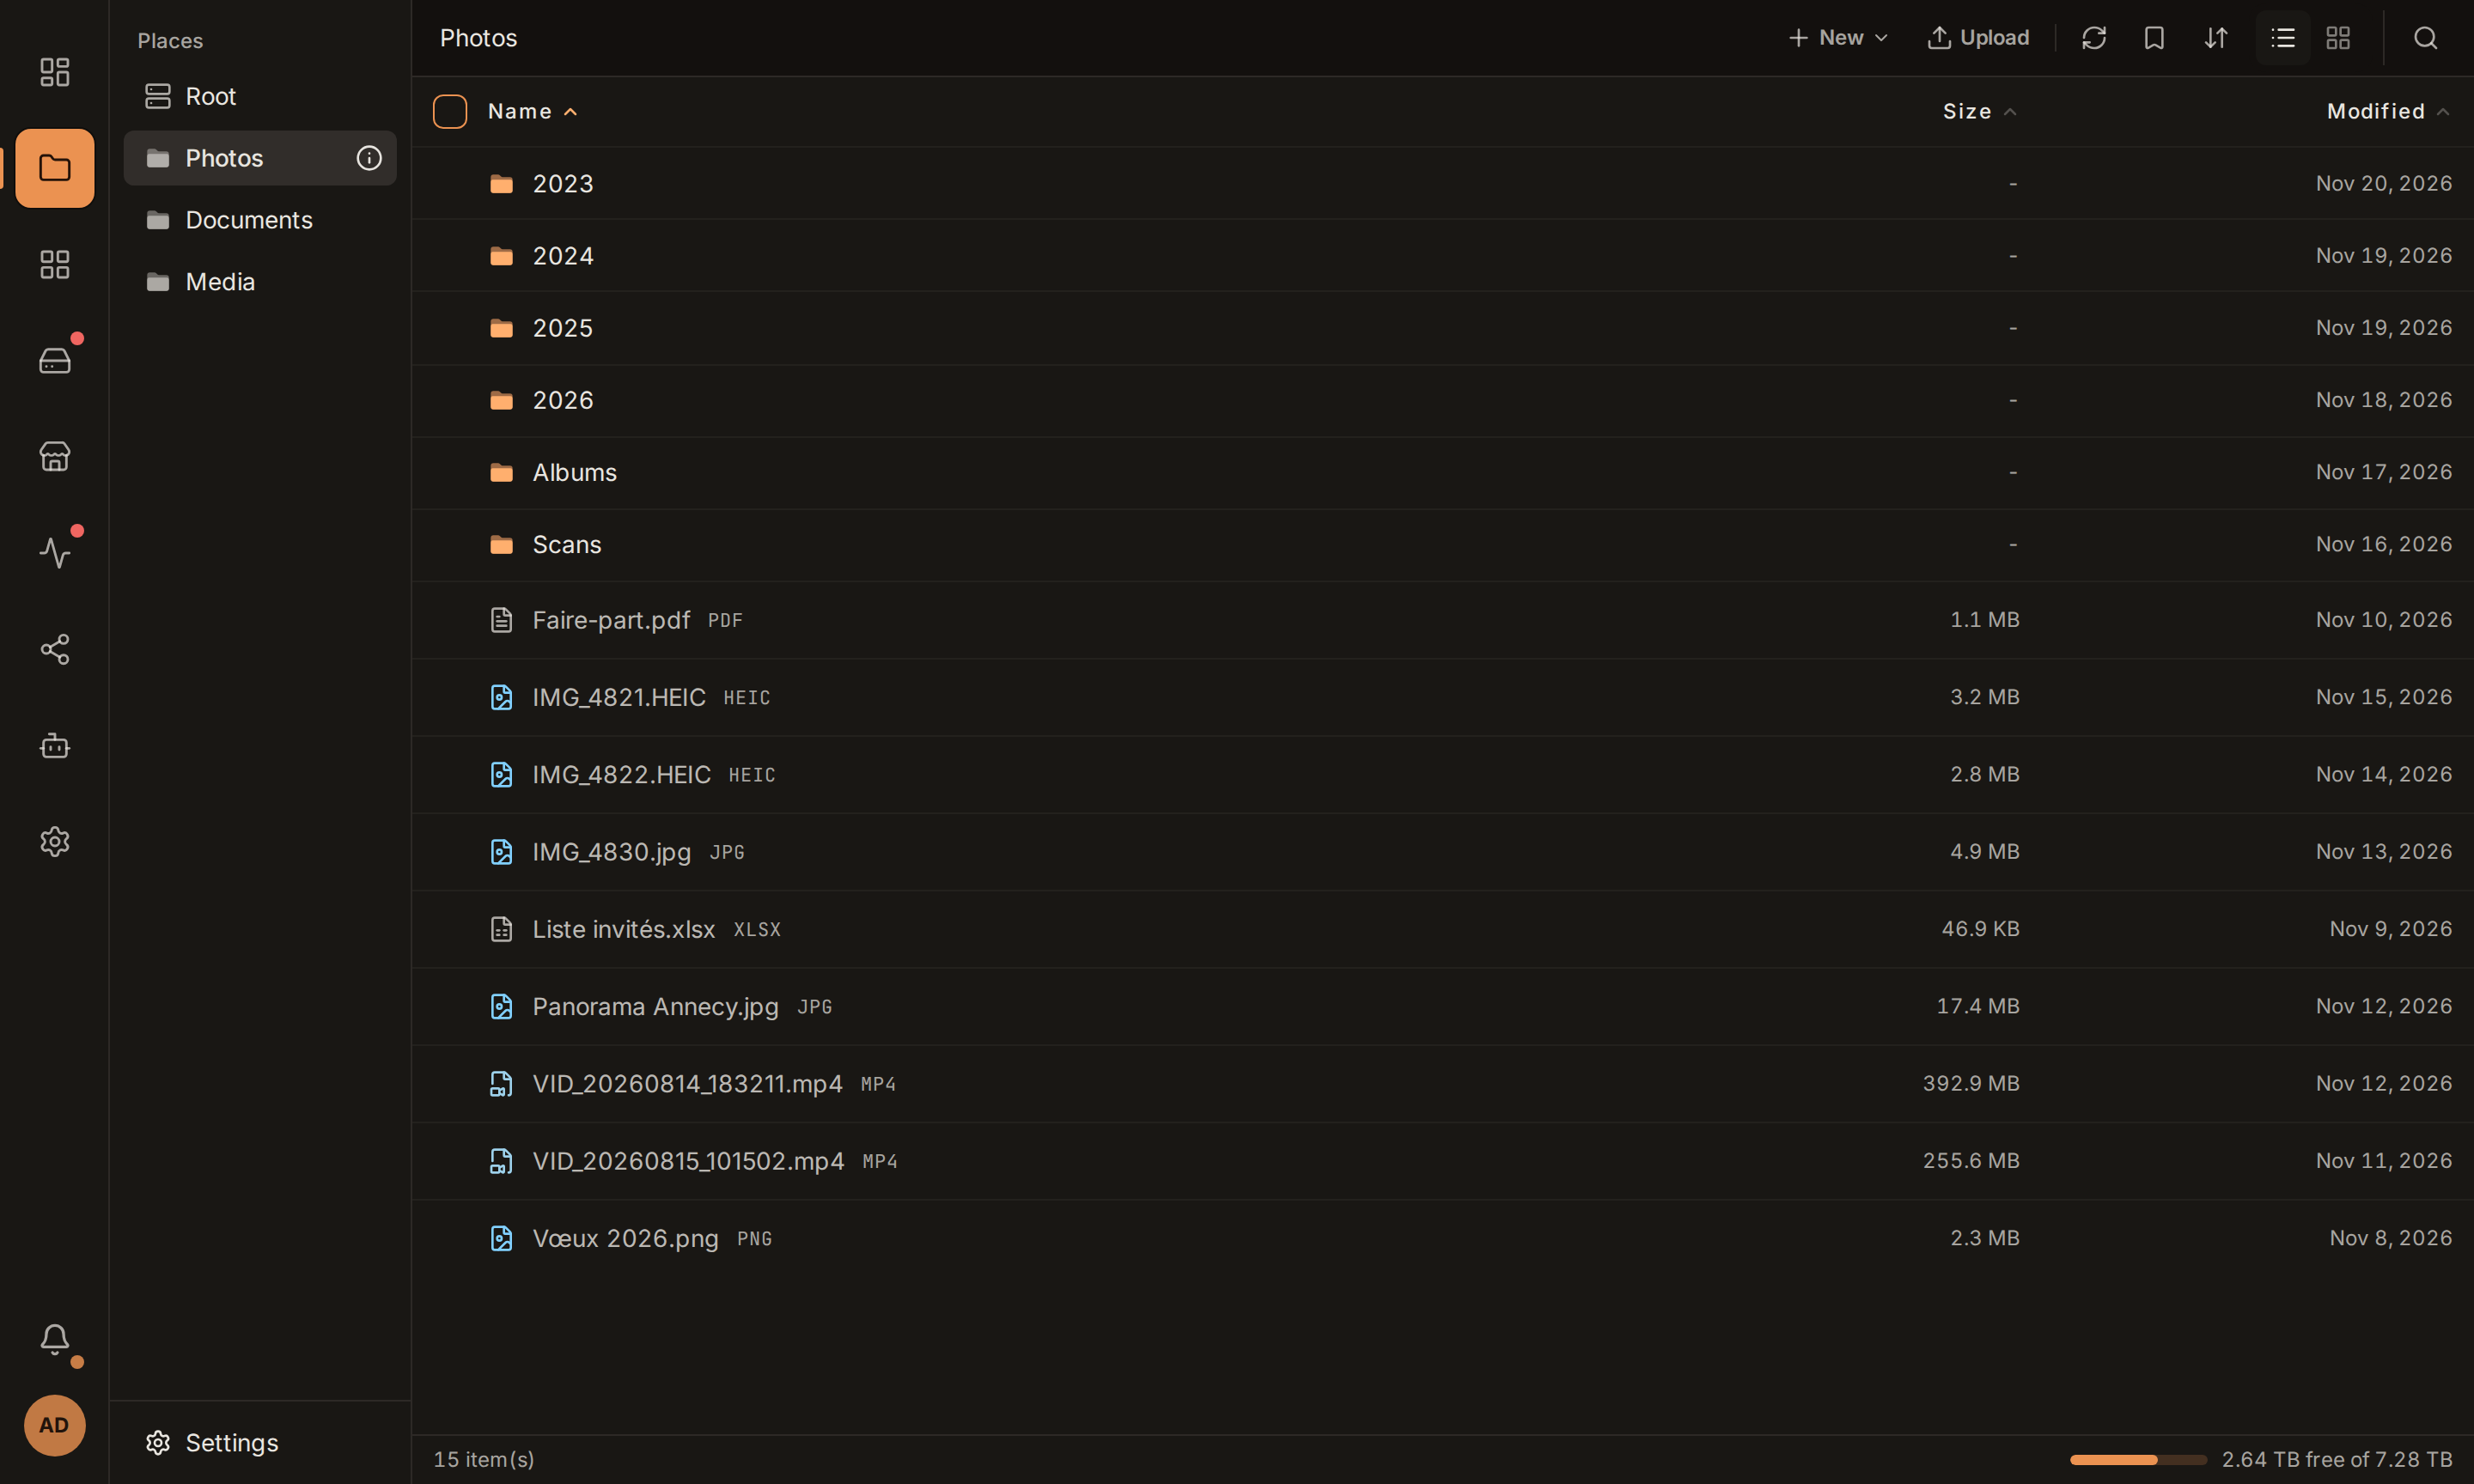 Places
Root
Photos
Documents
Media
Settings
AD
Photos
New
Upload
Name Size Modified
2023 - Nov 20, 2026
2024 - Nov 19, 2026
2025 - Nov 19, 2026
2026 - Nov 18, 2026
Albums - Nov 17, 2026
Scans - Nov 16, 2026
Faire-part.pdf PDF 1.1 MB Nov 10, 2026
IMG_4821.HEIC HEIC 3.2 MB Nov 15, 2026
IMG_4822.HEIC HEIC 2.8 MB Nov 14, 2026
IMG_4830.jpg JPG 4.9 MB Nov 13, 2026
Liste invités.xlsx XLSX 46.9 KB Nov 9, 2026
Panorama Annecy.jpg JPG 17.4 MB Nov 12, 2026
VID_20260814_183211.mp4 MP4 392.9 MB Nov 12, 2026
VID_20260815_101502.mp4 MP4 255.6 MB Nov 11, 2026
Vœux 2026.png PNG 2.3 MB Nov 8, 2026
15 item(s) 2.64 TB free of 7.28 TB